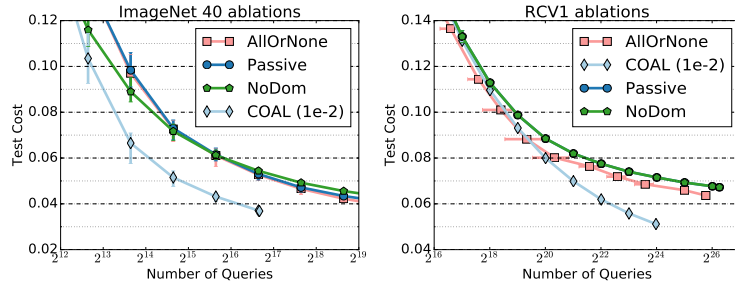 ImageNet 40 ablations
0.12
0.10
0.08
0.06
0.04
0.02
Test Cost
AllOrNone
Passive
NoDom
COAL (1e-2)
2^12 2^13 2^14 2^15 2^16 2^17 2^18 2^19
Number of Queries
RCV1 ablations
0.14
0.12
0.10
0.08
0.06
0.04
Test Cost
AllOrNone
COAL (1e-2)
Passive
NoDom
2^16 2^18 2^20 2^22 2^24 2^26
Number of Queries